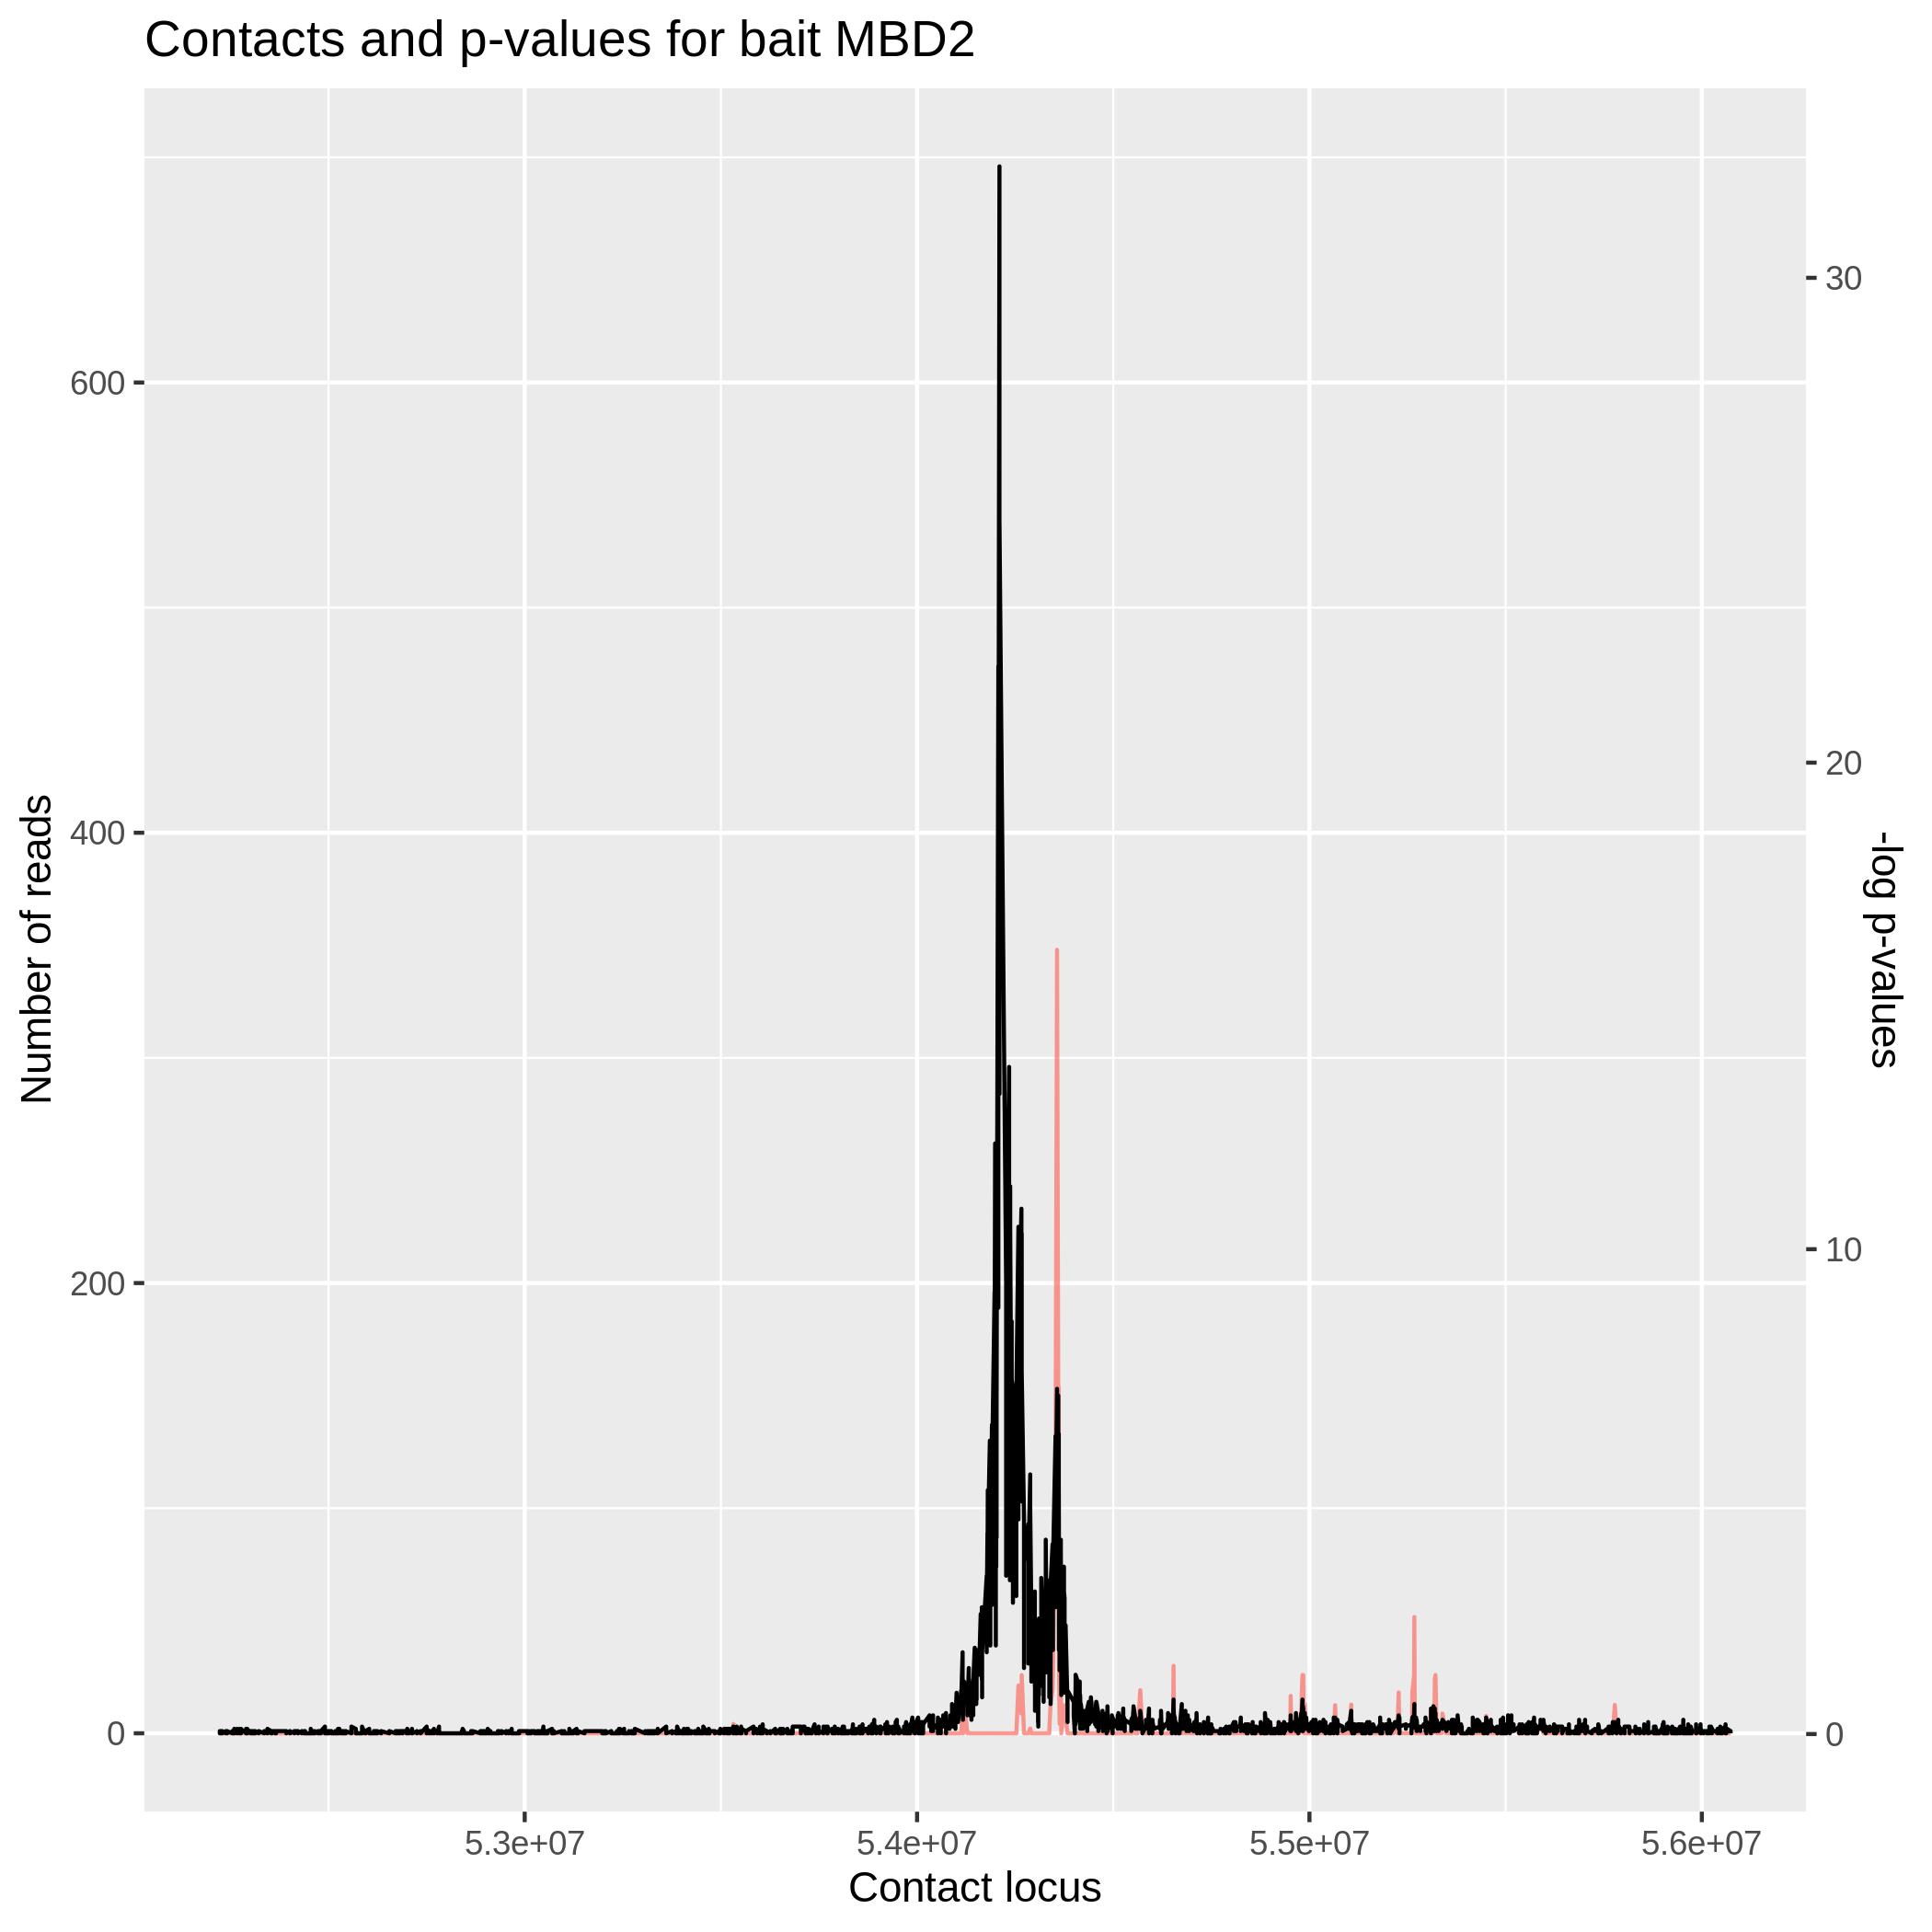 Contacts and p-values for bait MBD2
Number of reads
600
400
200
0
30
20
10
0
-log p-values
5.3e+07
5.4e+07
5.5e+07
5.6e+07
Contact locus